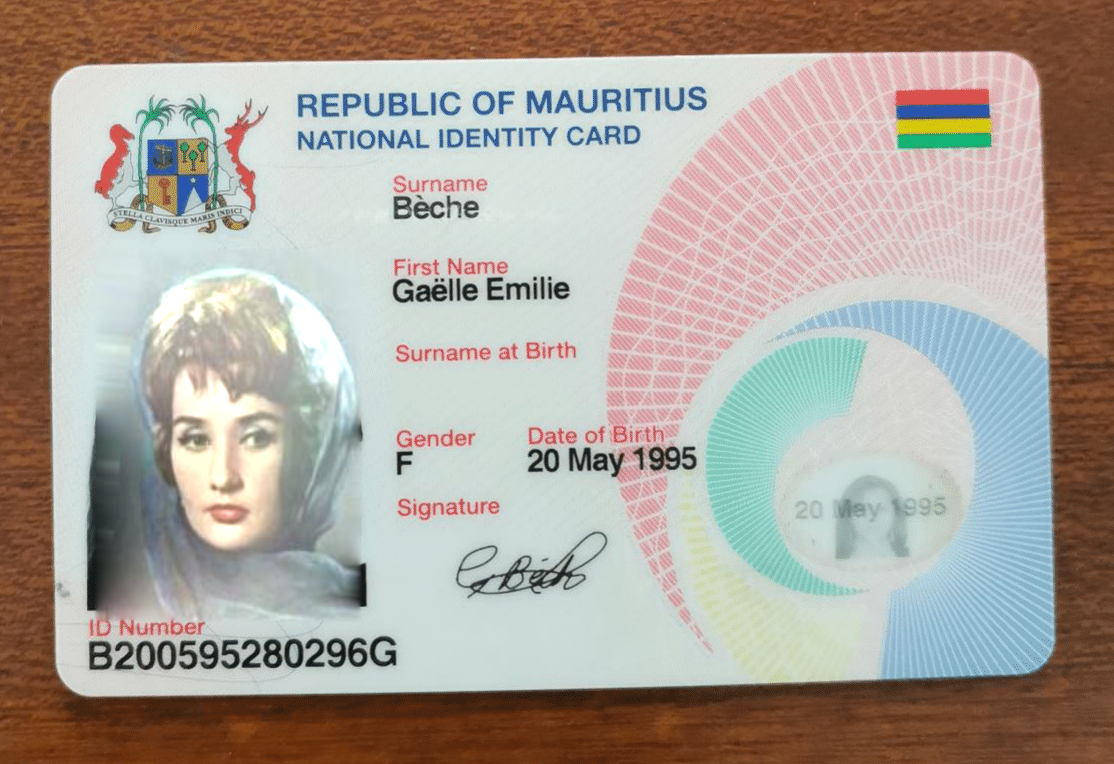 REPUBLIC OF MAURITIUS
NATIONAL IDENTITY CARD
STELLA CLAVISQUE MARIS INDICI
Surname
Bèche
First Name
Gaëlle Emilie
Surname at Birth
Gender
F
Date of Birth
20 May 1995
20 May 1995
Signature
G Bèche
ID Number
B200595280296G